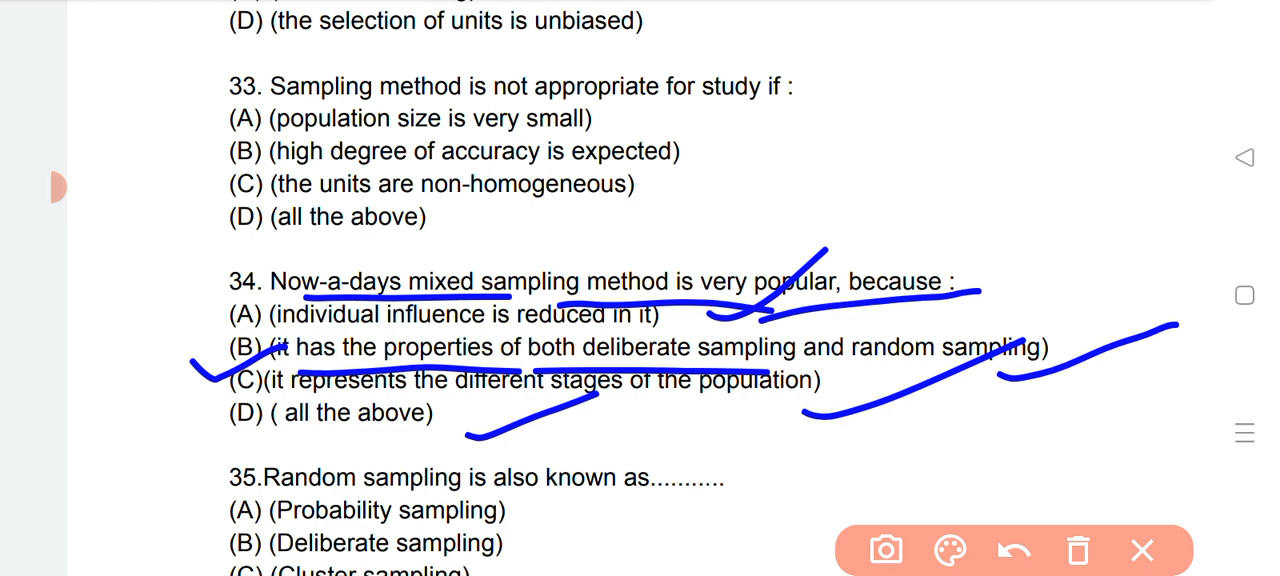 (D) (the selection of units is unbiased)
33. Sampling method is not appropriate for study if :
(A) (population size is very small)
(B) (high degree of accuracy is expected)
(C) (the units are non-homogeneous)
(D) (all the above)
34. Now-a-days mixed sampling method is very popular, because :
(A) (individual influence is reduced in it)
(B) (it has the properties of both deliberate sampling and random sampling)
(C)(it represents the different stages of the population)
(D) ( all the above)
35.Random sampling is also known as...........
(A) (Probability sampling)
(B) (Deliberate sampling)
(C) (Cluster sampling)